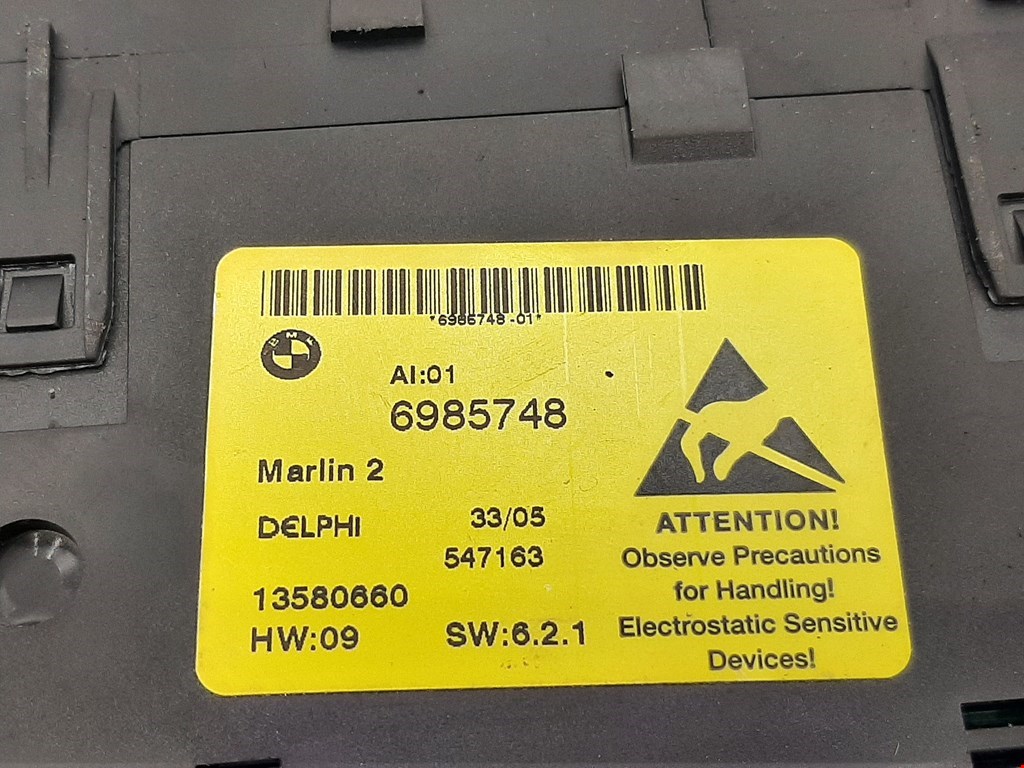 *6985748-01*
BMW
AI:01
6985748
Marlin 2
DELPHI 33/05
547163
13580660
HW:09 SW:6.2.1
ATTENTION!
Observe Precautions
for Handling!
Electrostatic Sensitive
Devices!